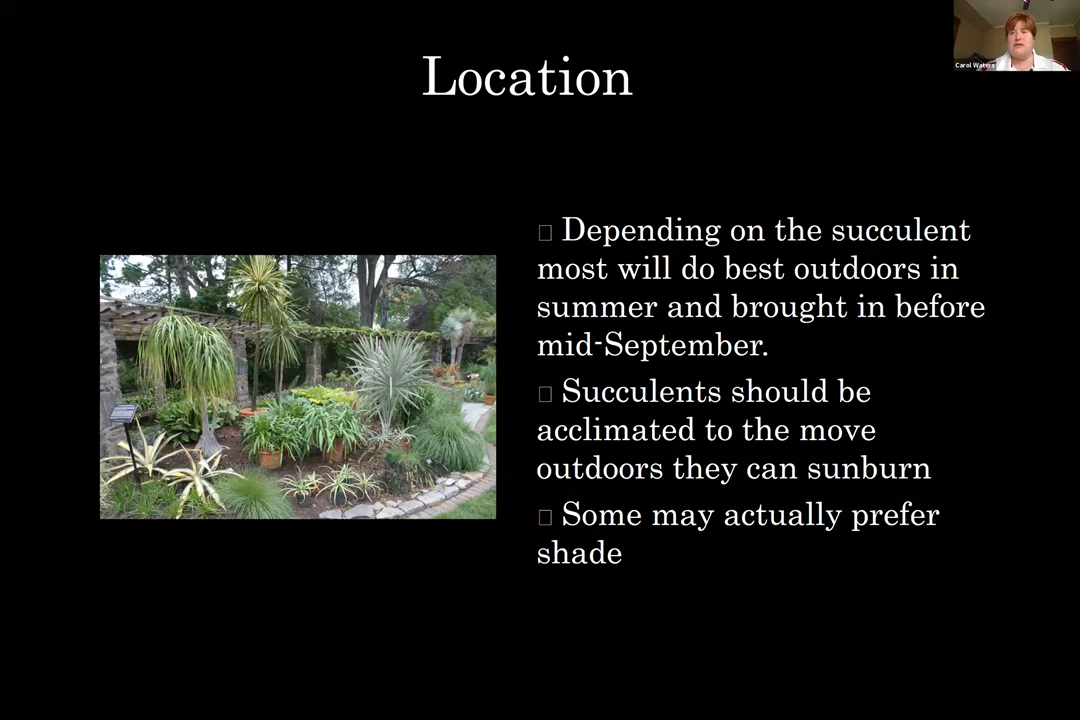 Location
Carol Waters
□ Depending on the succulent
most will do best outdoors in
summer and brought in before
mid-September.
□ Succulents should be
acclimated to the move
outdoors they can sunburn
□ Some may actually prefer
shade